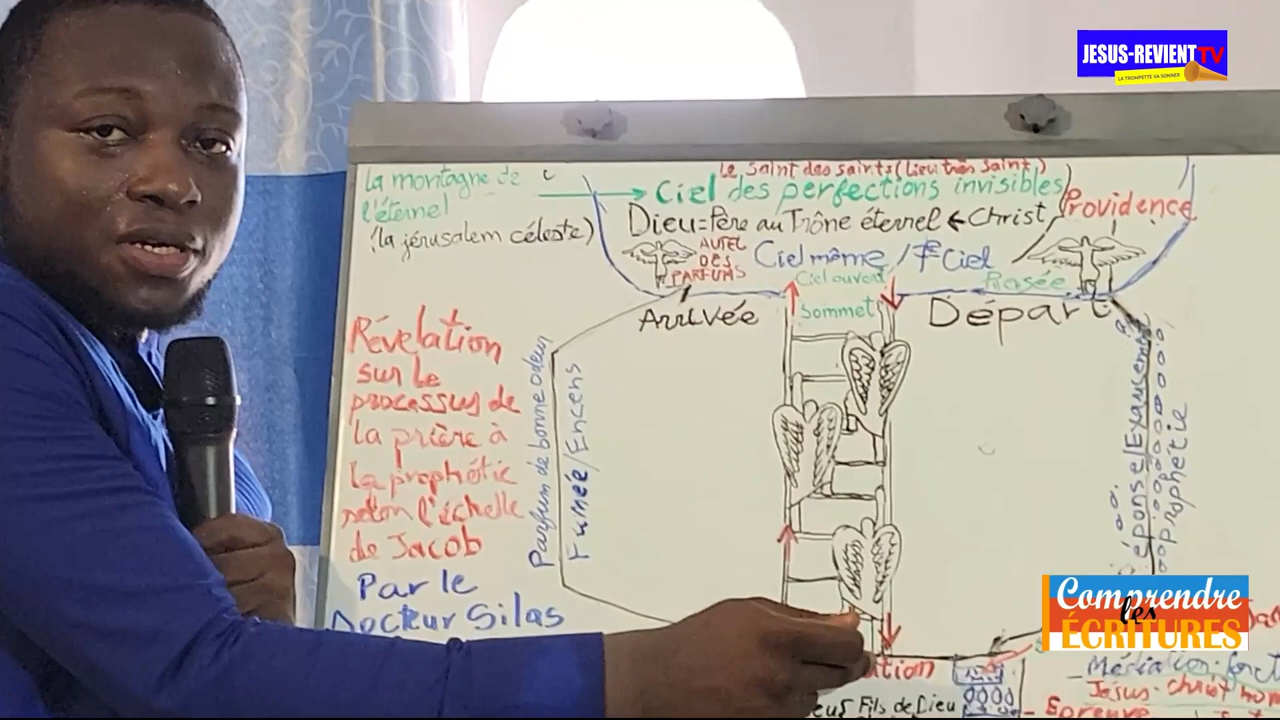 JESUS-REVIENT TV
LA TROMPETTE VA SONNER
Le Saint des saints (Lieu très Saint)
La montagne de
l'éternel
(la jérusalem céleste)
Ciel des perfections invisibles
Dieu=Père au Trône éternel ← Christ
Providence
AUTEL
DES
PARFUMS
Ciel même / 7e Ciel
Ciel ouvert
Rosée
Arrivée
Sommet
Départ
Révelation
sur le
processus de
la prière à
la prophétie
selon l'échelle
de Jacob
Par le
Docteur Silas
Parfum de bonne odeur
Fumée/Encens
éponse/Exaucement
prophétie
Comprendre
les
ÉCRITURES
Médiation
Jésus-Christ
Fils de Dieu
- Epreuve